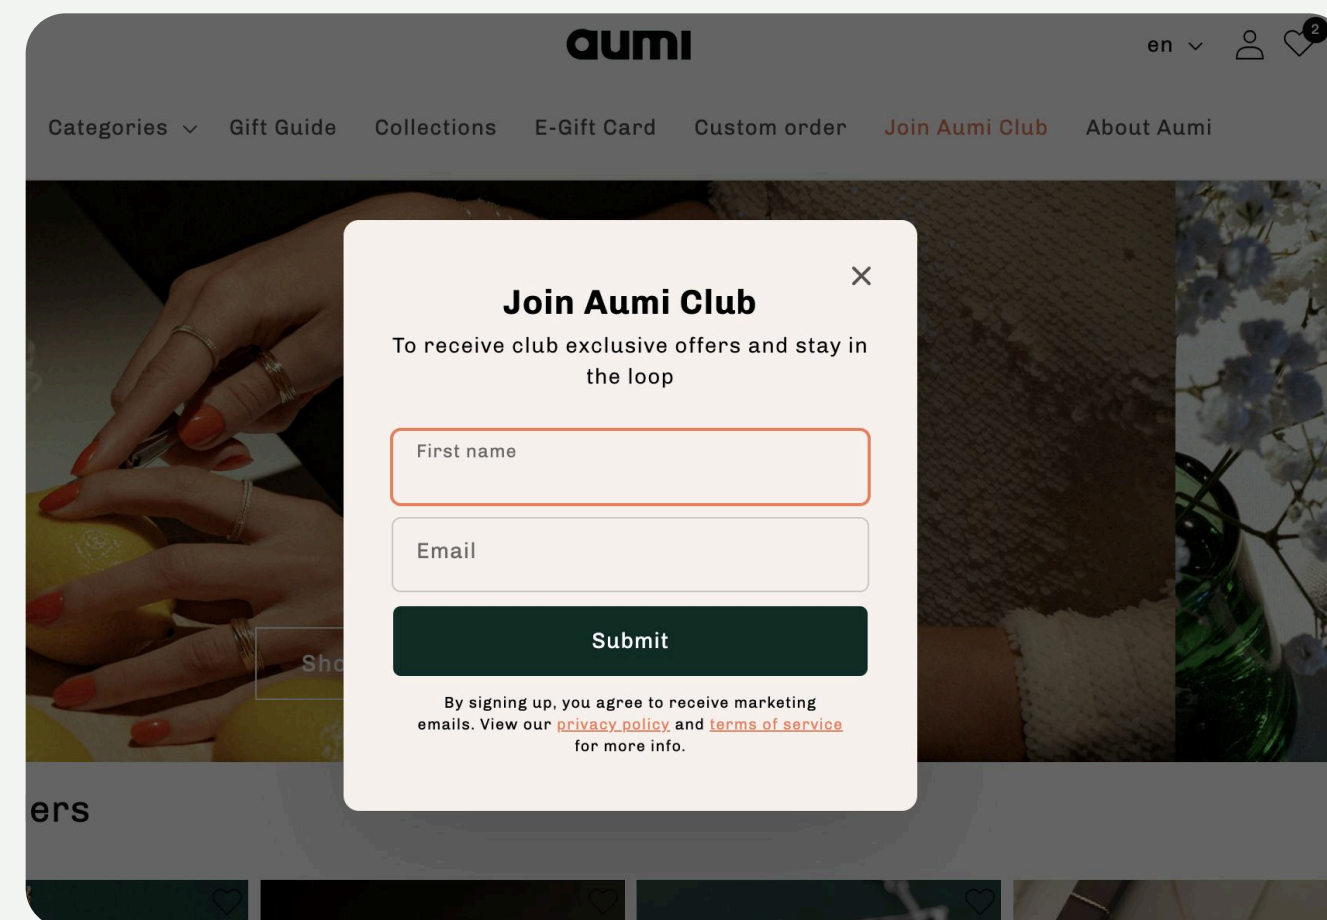 aumi
en
2
Categories
Gift Guide
Collections
E-Gift Card
Custom order
Join Aumi Club
About Aumi
Join Aumi Club
To receive club exclusive offers and stay in
the loop
First name
Email
Submit
By signing up, you agree to receive marketing
emails. View our privacy policy and terms of service
for more info.